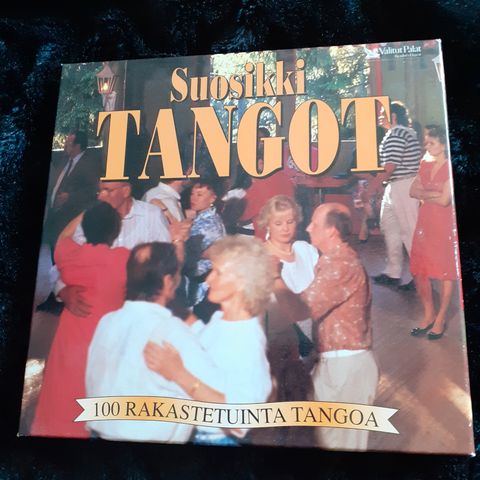 Valitut Palat
Suosikki
TANGOT
100 RAKASTETUINTA TANGOA